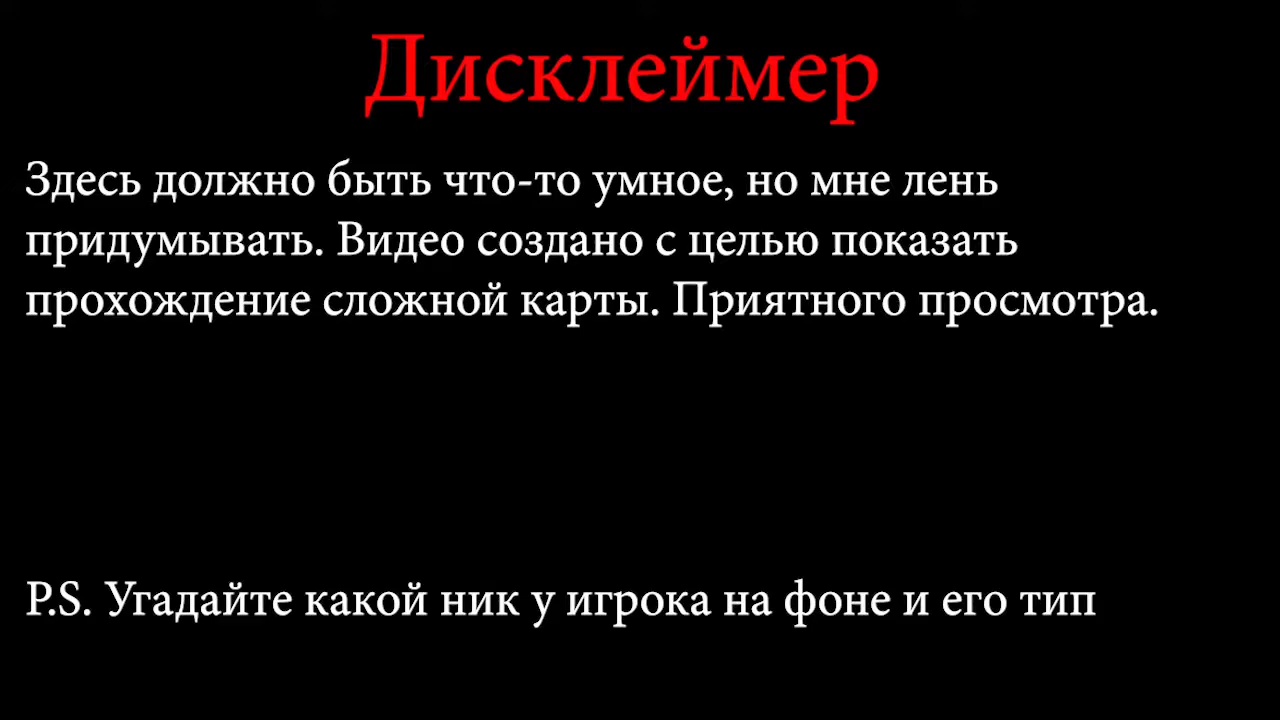 Дисклеймер
Здесь должно быть что-то умное, но мне лень
придумывать. Видео создано с целью показать
прохождение сложной карты. Приятного просмотра.
P.S. Угадайте какой ник у игрока на фоне и его тип